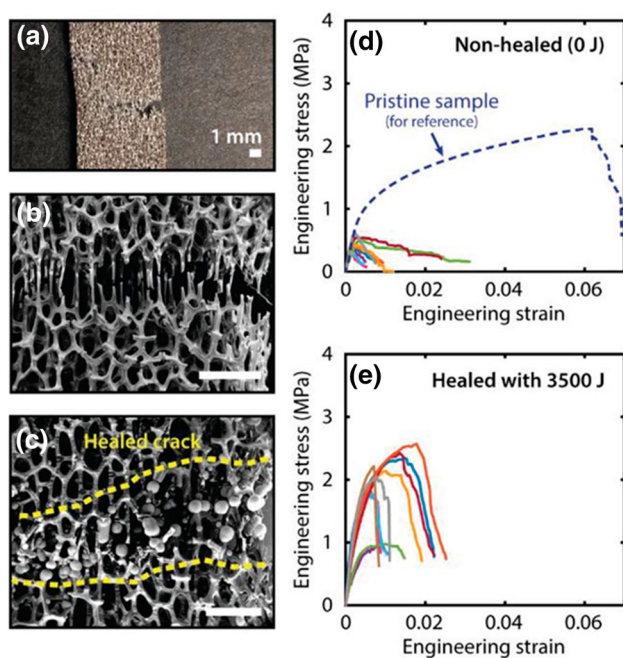 (a)
1 mm
(b)
(c)
Healed crack
(d)
Non-healed (0 J)
Pristine sample
(for reference)
Engineering stress (MPa)
4
3
2
1
0
0
0.02
0.04
0.06
Engineering strain
(e)
Healed with 3500 J
Engineering stress (MPa)
4
3
2
1
0
0
0.02
0.04
0.06
Engineering strain